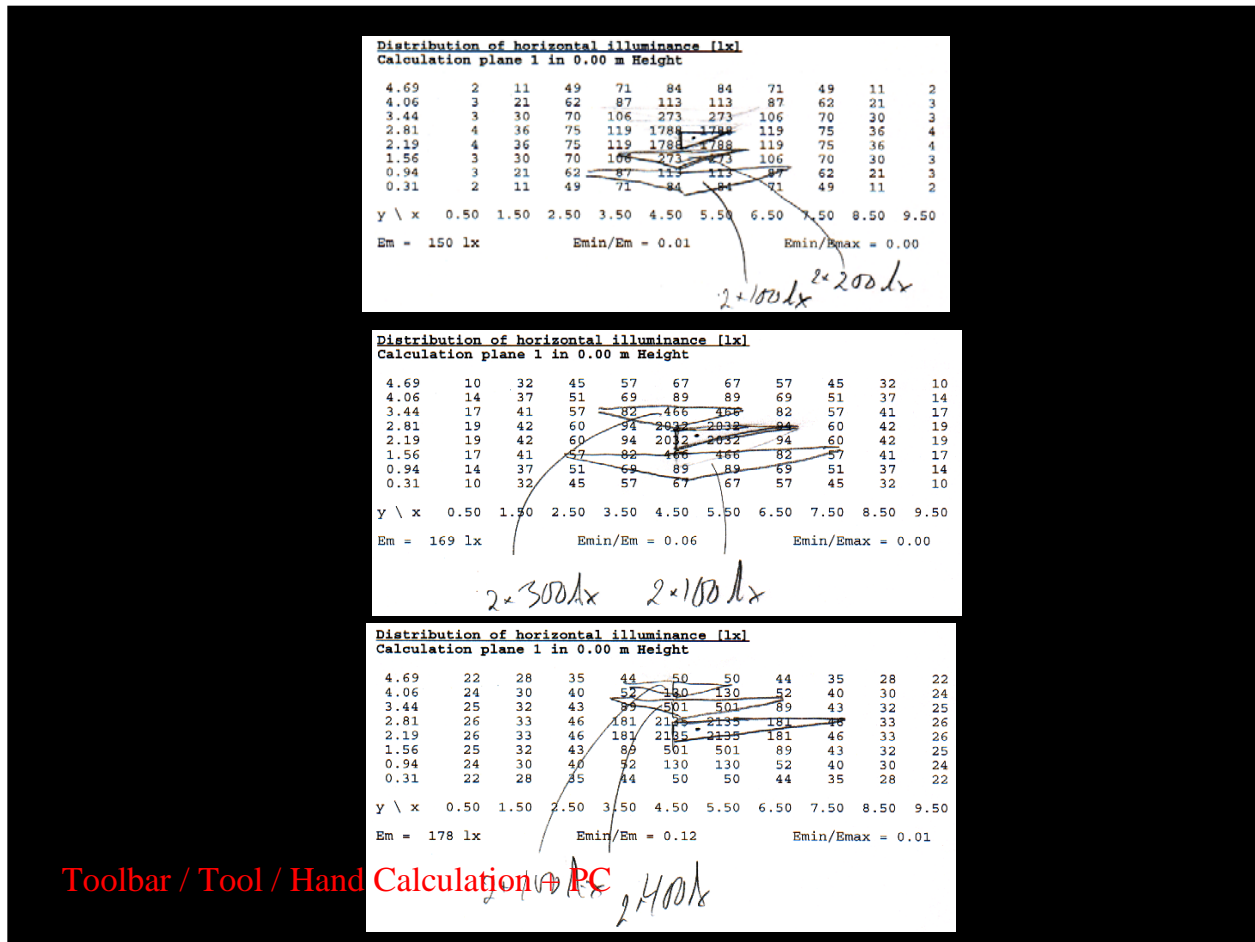 Distribution of horizontal illuminance [lx]
Calculation plane 1 in 0.00 m Height
4.69 2 11 49 71 84 84 71 49 11 2
4.06 3 21 62 87 113 113 87 62 21 3
3.44 3 30 70 106 273 273 106 70 30 3
2.81 4 36 75 119 1788 1788 119 75 36 4
2.19 4 36 75 119 1788 1788 119 75 36 4
1.56 3 30 70 106 273 273 106 70 30 3
0.94 3 21 62 87 113 113 87 62 21 3
0.31 2 11 49 71 84 84 71 49 11 2
y \ x 0.50 1.50 2.50 3.50 4.50 5.50 6.50 7.50 8.50 9.50
Em = 150 lx Emin/Em = 0.01 Emin/Emax = 0.00
2×100lx 2×200lx
Distribution of horizontal illuminance [lx]
Calculation plane 1 in 0.00 m Height
4.69 10 32 45 57 67 67 57 45 32 10
4.06 14 37 51 69 89 89 69 51 37 14
3.44 17 41 57 82 466 466 82 57 41 17
2.81 19 42 60 94 2032 2032 94 60 42 19
2.19 19 42 60 94 2032 2032 94 60 42 19
1.56 17 41 57 82 466 466 82 57 41 17
0.94 14 37 51 69 89 89 69 51 37 14
0.31 10 32 45 57 67 67 57 45 32 10
y \ x 0.50 1.50 2.50 3.50 4.50 5.50 6.50 7.50 8.50 9.50
Em = 169 lx Emin/Em = 0.06 Emin/Emax = 0.00
2×300lx 2×100lx
Distribution of horizontal illuminance [lx]
Calculation plane 1 in 0.00 m Height
4.69 22 28 35 44 50 50 44 35 28 22
4.06 24 30 40 52 130 130 52 40 30 24
3.44 25 32 43 89 501 501 89 43 32 25
2.81 26 33 46 181 2135 2135 181 46 33 26
2.19 26 33 46 181 2135 2135 181 46 33 26
1.56 25 32 43 89 501 501 89 43 32 25
0.94 24 30 40 52 130 130 52 40 30 24
0.31 22 28 35 44 50 50 44 35 28 22
y \ x 0.50 1.50 2.50 3.50 4.50 5.50 6.50 7.50 8.50 9.50
Em = 178 lx Emin/Em = 0.12 Emin/Emax = 0.01
Toolbar / Tool / Hand Calculation + PC
2×400lx